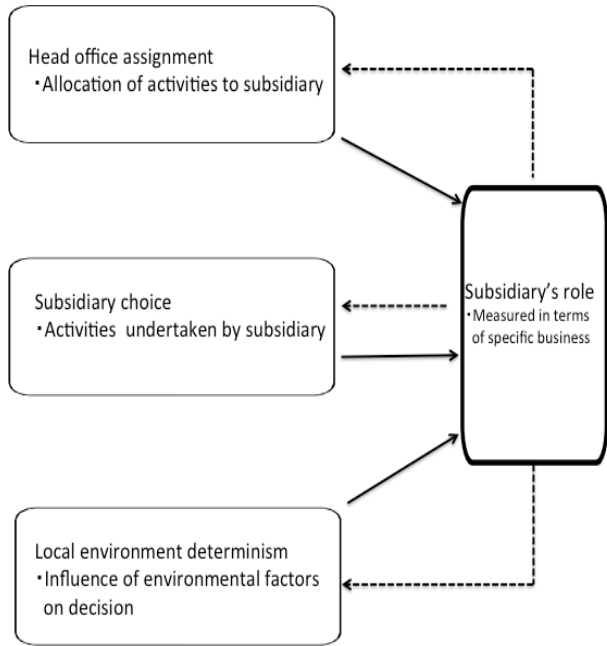 Head office assignment
・Allocation of activities to subsidiary
Subsidiary choice
・Activities undertaken by subsidiary
Subsidiary's role
・Measured in terms
of specific business
Local environment determinism
・Influence of environmental factors
on decision